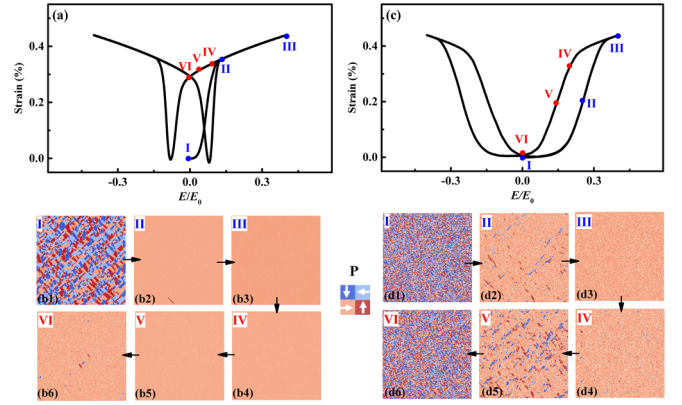 (a)
Strain (%)
0.4
0.2
0.0
-0.3
0.0
0.3
E/E0
I
II
III
IV
V
VI
(c)
Strain (%)
0.4
0.2
0.0
-0.3
0.0
0.3
E/E0
I
II
III
IV
V
VI
I
(b1)
II
(b2)
III
(b3)
VI
(b6)
V
(b5)
IV
(b4)
P
I
(d1)
II
(d2)
III
(d3)
VI
(d6)
V
(d5)
IV
(d4)